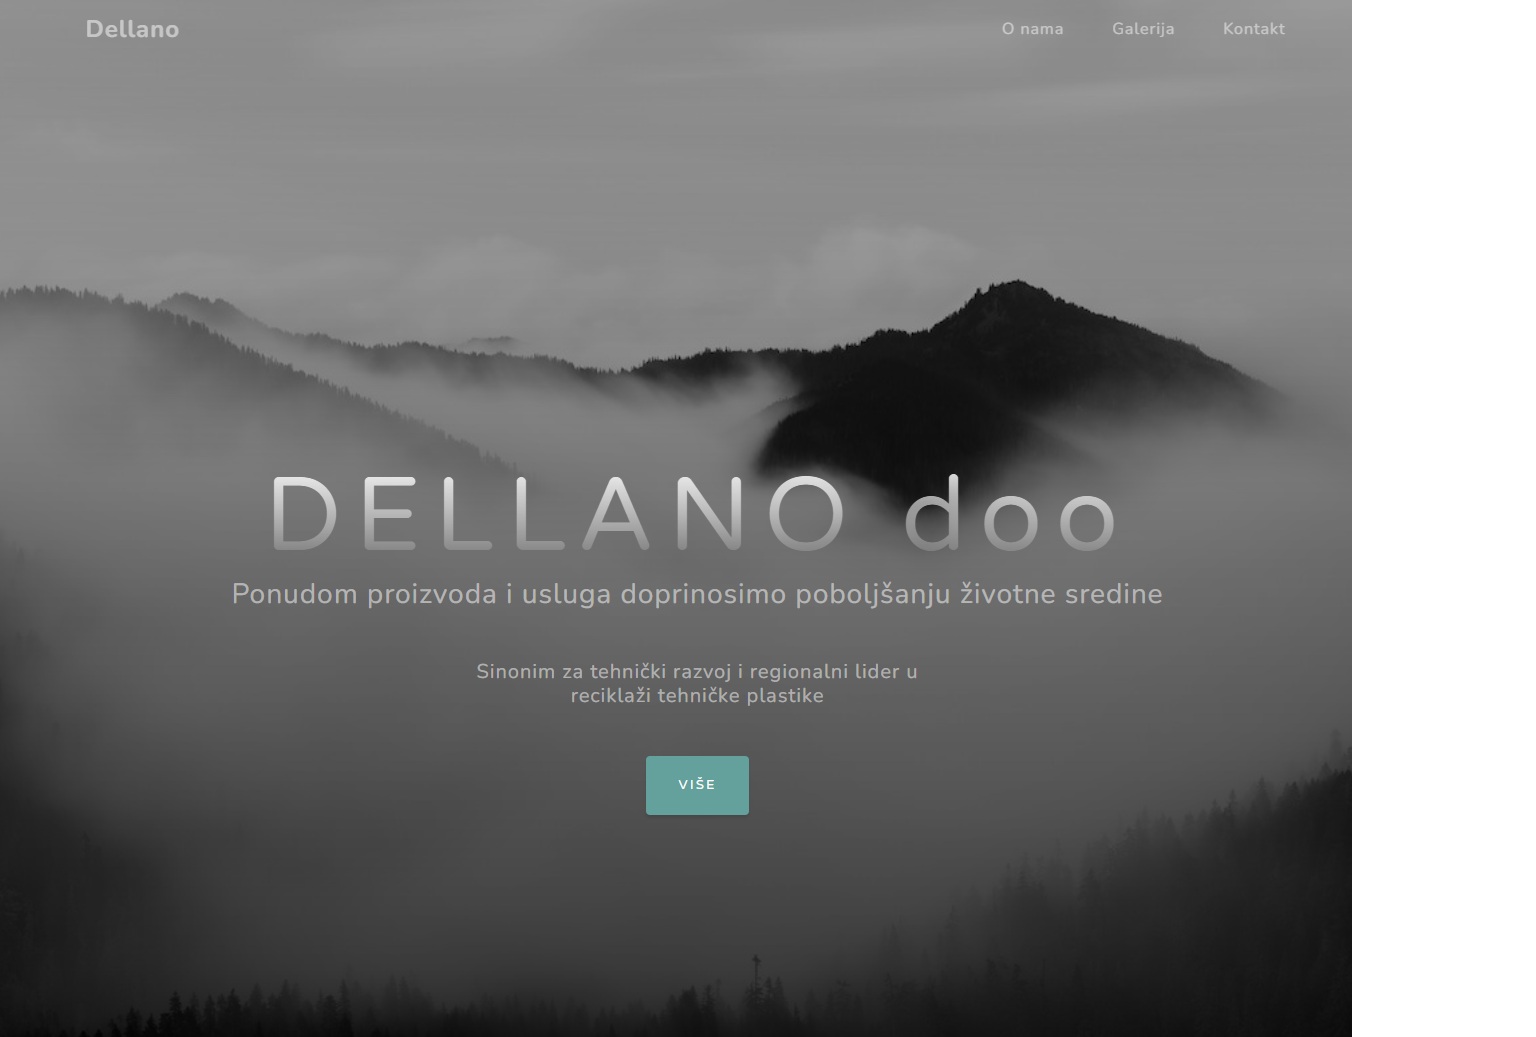 Dellano
O nama
Galerija
Kontakt
DELLANO doo
Ponudom proizvoda i usluga doprinosimo poboljšanju životne sredine
Sinonim za tehnički razvoj i regionalni lider u
reciklaži tehničke plastike
VIŠE